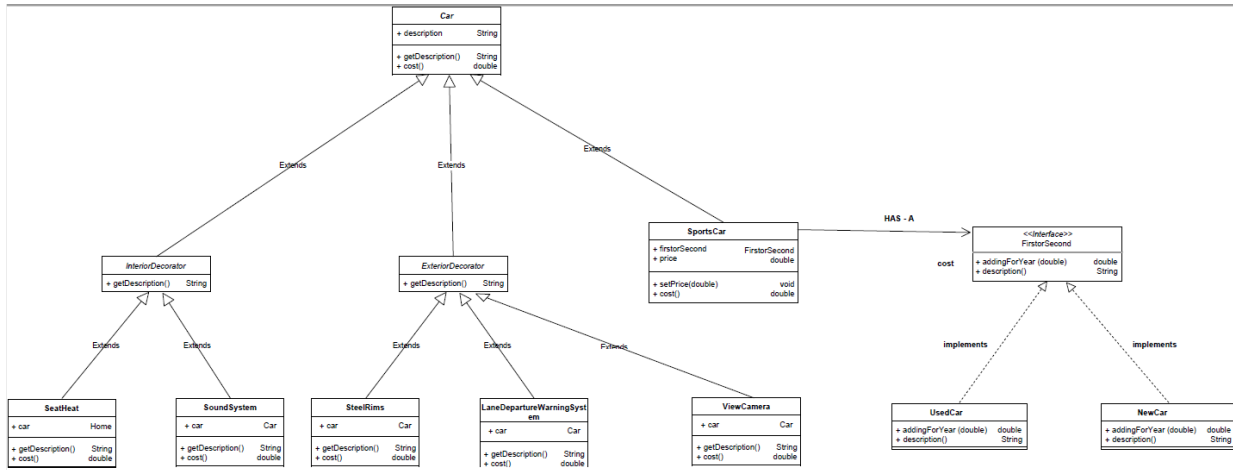 Car
+ description String
+ getDescription() String
+ cost() double
Extends
Extends
Extends
SportsCar
+ firstorSecond FirstorSecond
+ price double
+ setPrice(double) void
+ cost() double
HAS - A
cost
<<Interface>>
FirstorSecond
+ addingForYear (double) double
+ description() String
InteriorDecorator
+ getDescription() String
ExteriorDecorator
+ getDescription() String
Extends
Extends
Extends
Extends
Extends
implements
implements
SeatHeat
+ car Home
+ getDescription() String
+ cost() double
SoundSystem
+ car Car
+ getDescription() String
+ cost() double
SteelRims
+ car Car
+ getDescription() String
+ cost() double
LaneDepartureWarningSyst
em
+ car Car
+ getDescription() String
+ cost() double
ViewCamera
+ car Car
+ getDescription() String
+ cost() double
UsedCar
+ addingForYear (double) double
+ description() String
NewCar
+ addingForYear (double) double
+ description() String